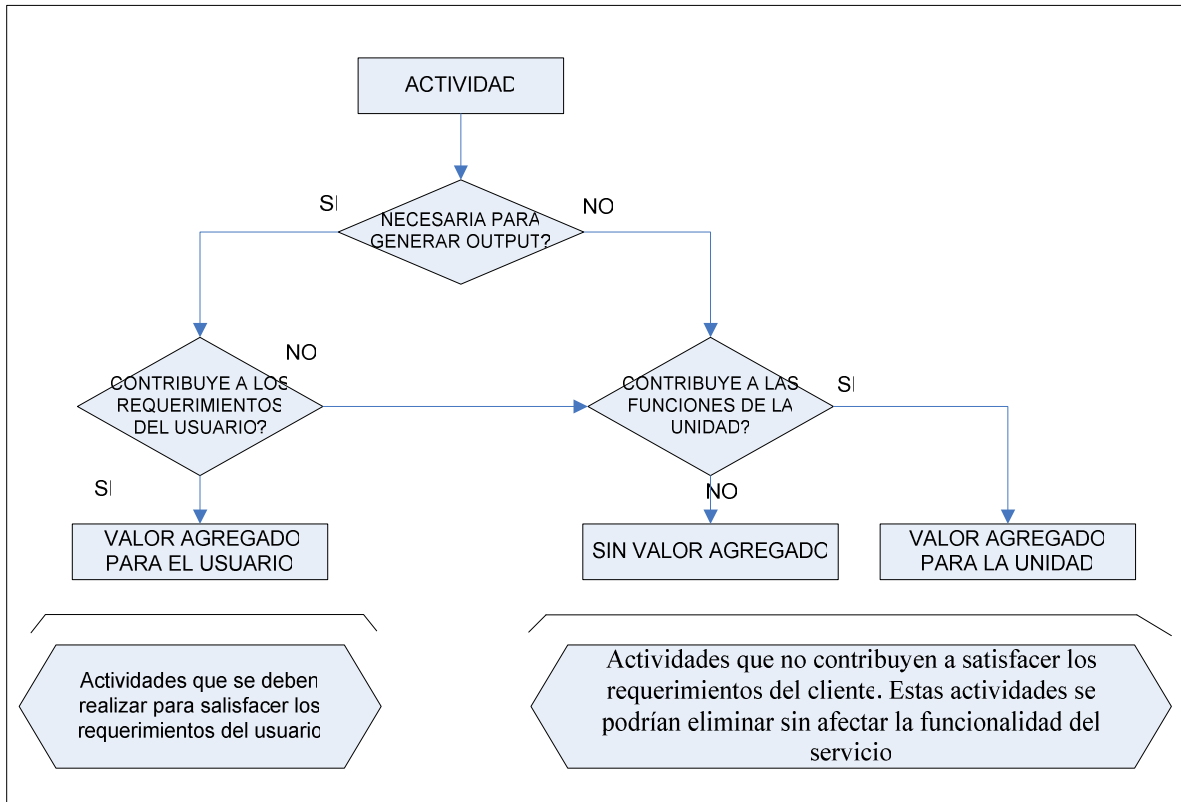 ACTIVIDAD
SI
NO
NECESARIA PARA
GENERAR OUTPUT?
NO
CONTRIBUYE A LOS
REQUERIMIENTOS
DEL USUARIO?
CONTRIBUYE A LAS
FUNCIONES DE LA
UNIDAD?
SI
SI
NO
VALOR AGREGADO
PARA EL USUARIO
SIN VALOR AGREGADO
VALOR AGREGADO
PARA LA UNIDAD
Actividades que se deben
realizar para salisfacer los
requerimientos del usuario
Actividades que no contribuyen a satisfacer los
requerimientos del cliente. Estas actividades se
podrían eliminar sin afectar la funcionalidad del
servicio